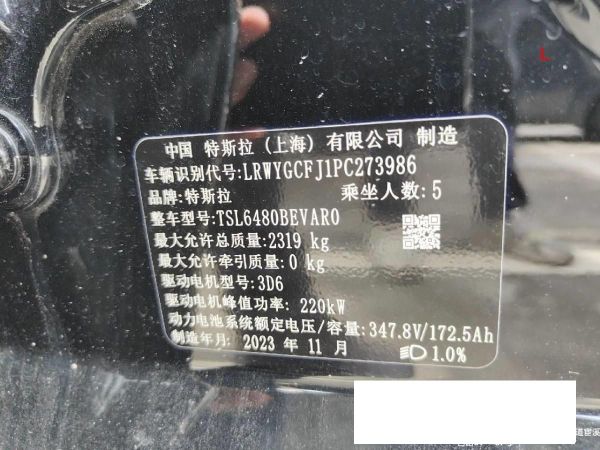 L
中国 特斯拉（上海）有限公司 制造
车辆识别代号:LRWYGCFJ1PC273986
品牌:特斯拉 乘坐人数:5
整车型号:TSL6480BEVAR0
最大允许总质量:2319 kg
最大允许牵引质量:0 kg
驱动电机型号:3D6
驱动电机峰值功率: 220kW
动力电池系统额定电压/容量:347.8V/172.5Ah
制造年月: 2023 年 11 月
1.0%